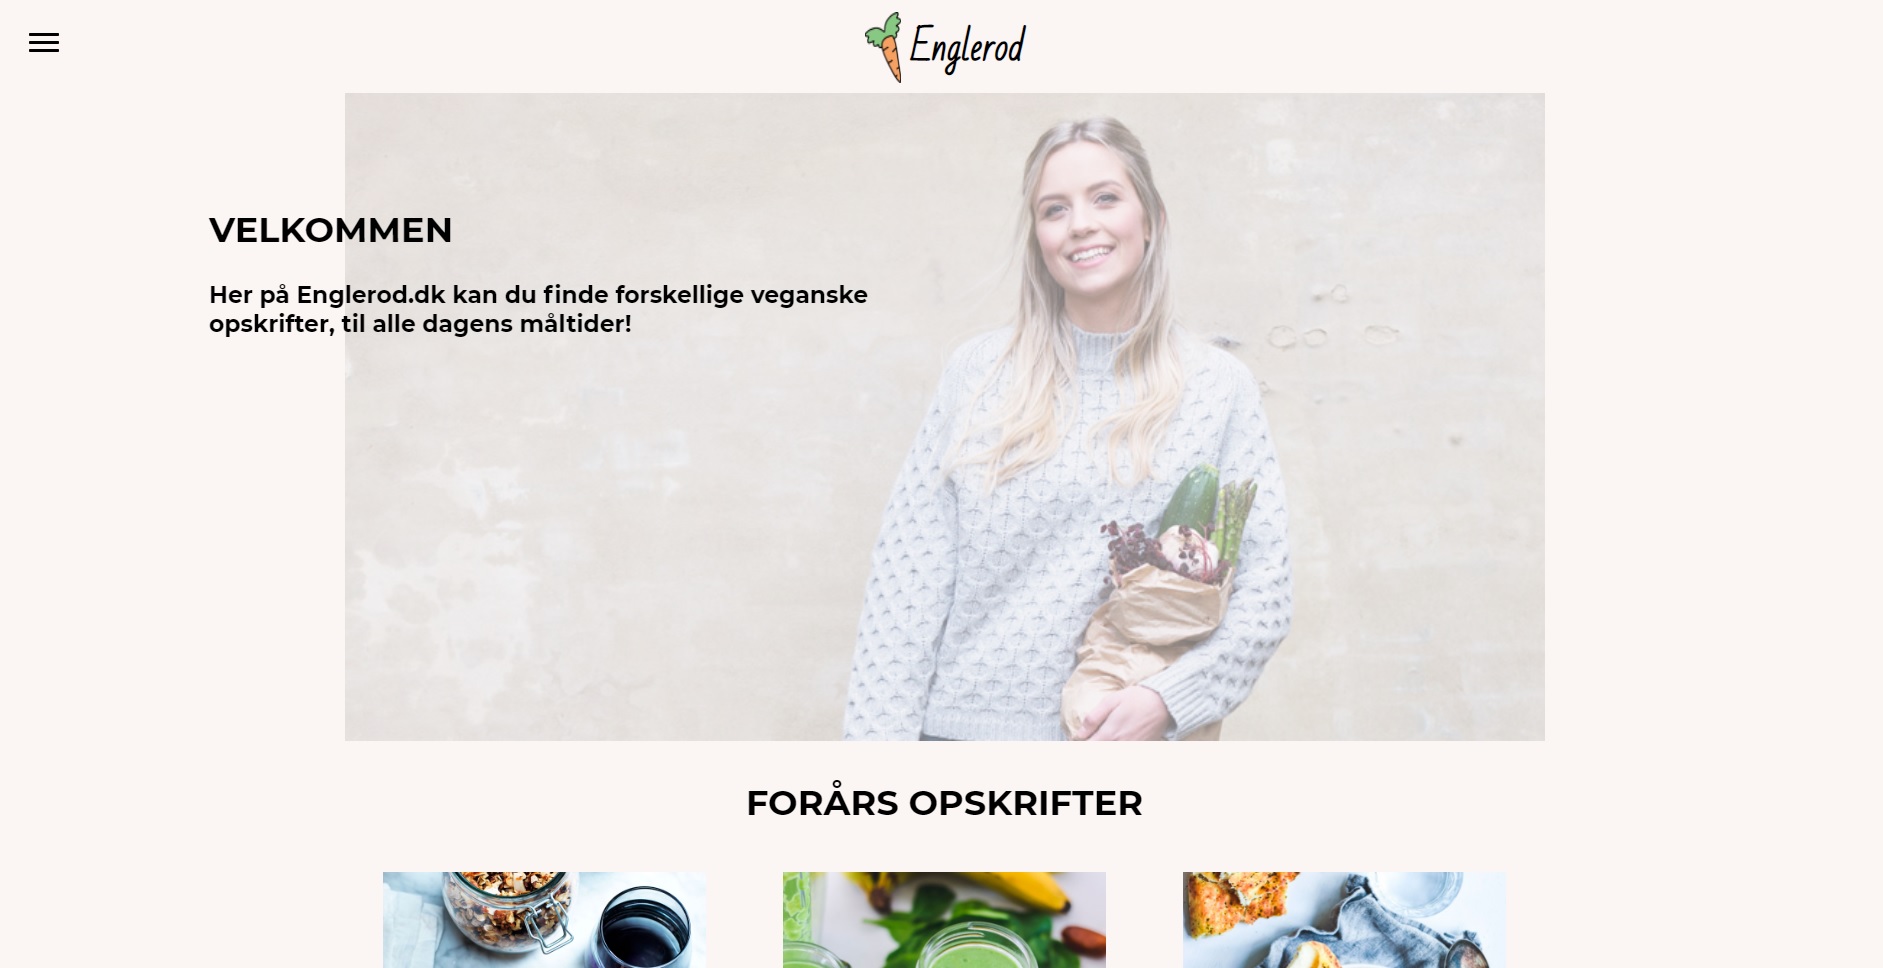 Englerod
VELKOMMEN
Her på Englerod.dk kan du finde forskellige veganske
opskrifter, til alle dagens måltider!
FORÅRS OPSKRIFTER